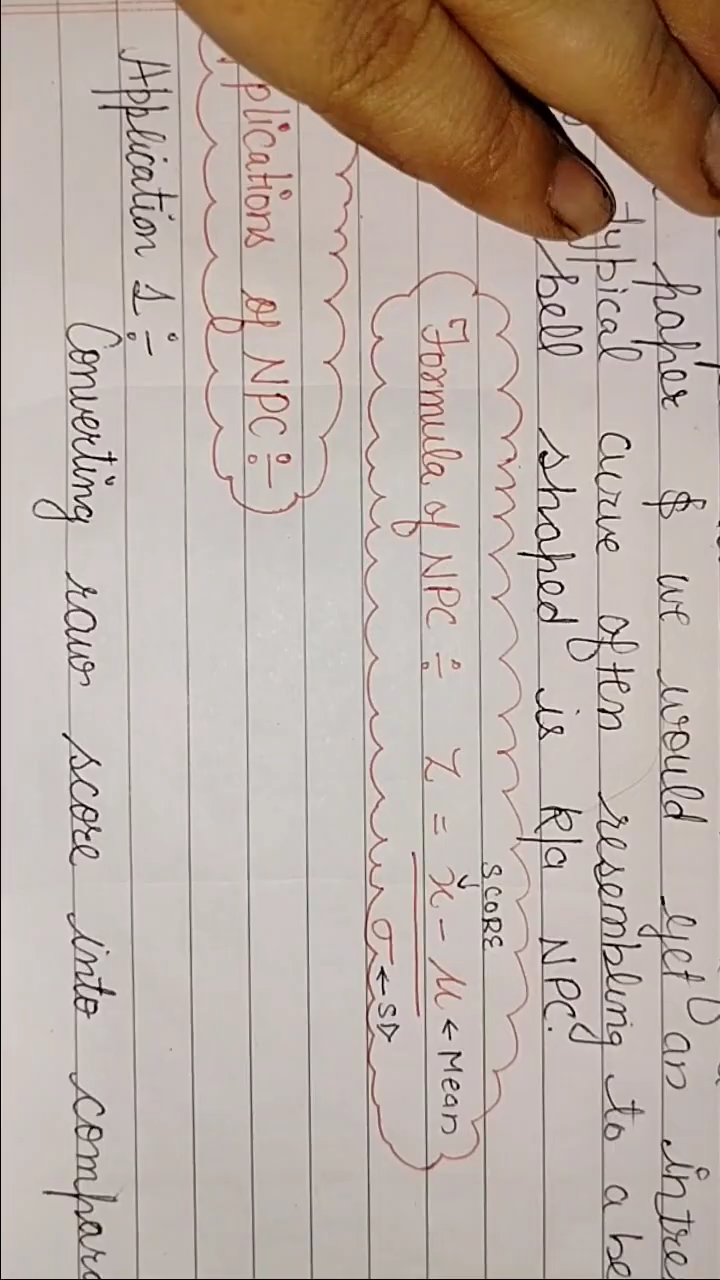 paper & we would get an intre
typical curve often resembling to a be
bell shaped is k/a NPC.
SCORE
Formula of NPC :- Z = x - μ ← Mean
σ ← SD
plications of NPC :-
Application 1 :-
Converting raw score into compara